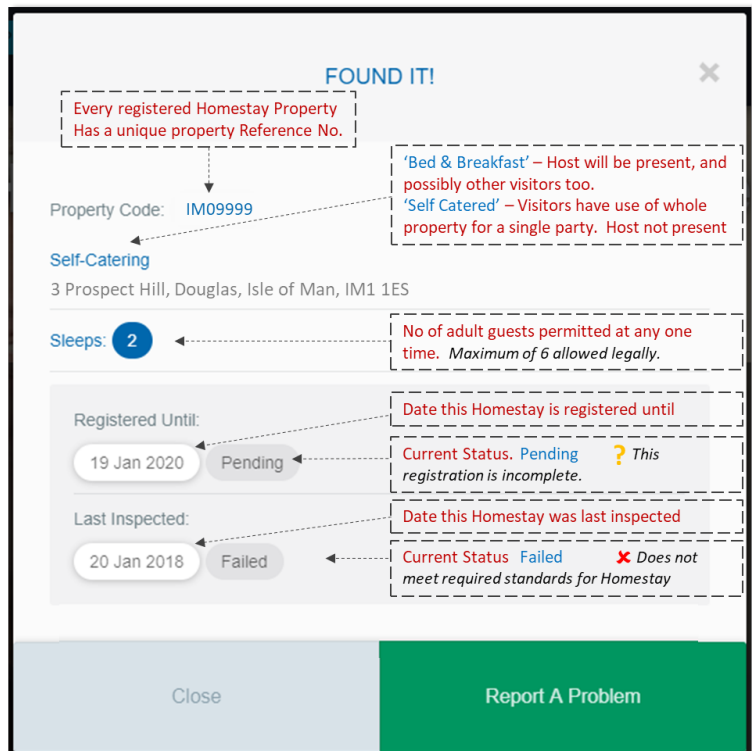 FOUND IT!
×
Every registered Homestay Property
Has a unique property Reference No.
‘Bed & Breakfast’ – Host will be present, and
possibly other visitors too.
‘Self Catered’ – Visitors have use of whole
property for a single party. Host not present
Property Code: IM09999
Self-Catering
3 Prospect Hill, Douglas, Isle of Man, IM1 1ES
Sleeps: 2
No of adult guests permitted at any one
time. Maximum of 6 allowed legally.
Registered Until:
Date this Homestay is registered until
19 Jan 2020 Pending
Current Status. Pending ? This
registration is incomplete.
Last Inspected:
Date this Homestay was last inspected
20 Jan 2018 Failed
Current Status Failed ✘ Does not
meet required standards for Homestay
Close
Report A Problem